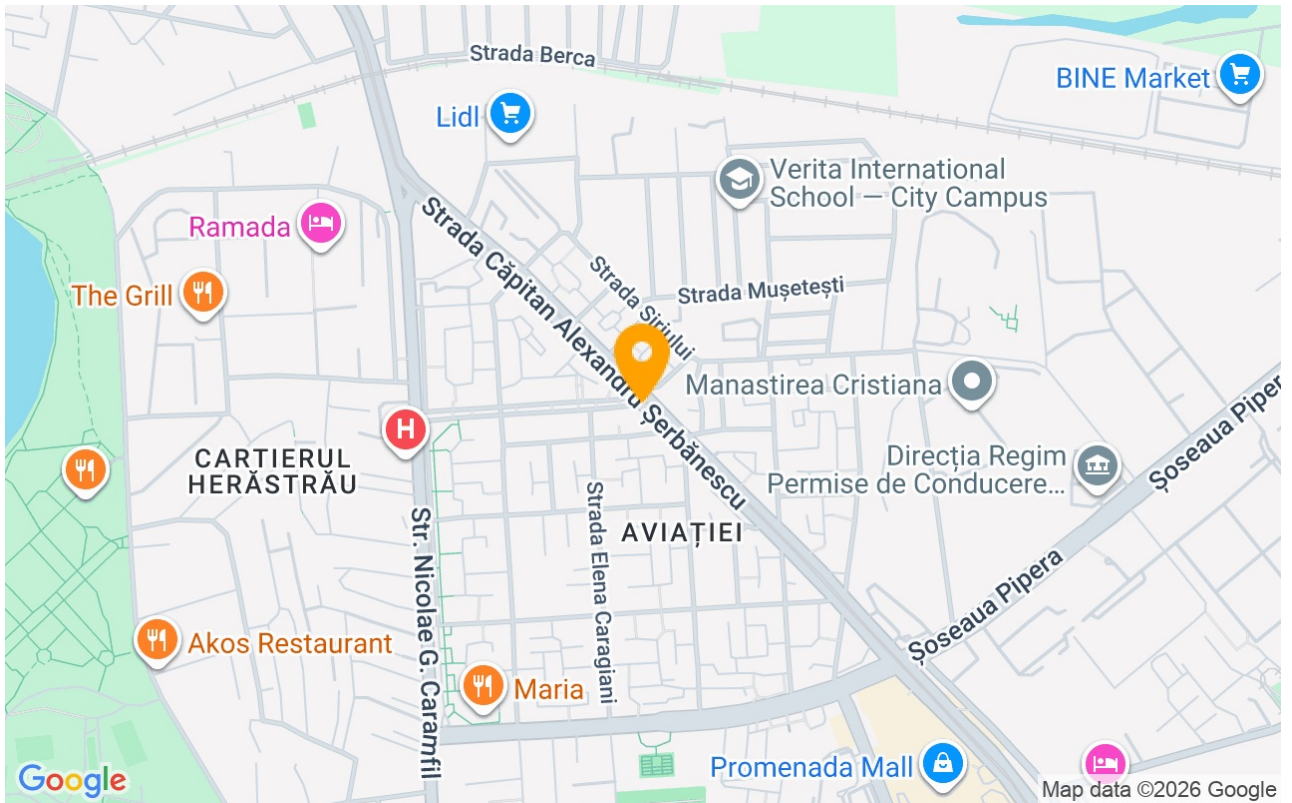 Strada Berca
BINE Market
Lidl
Verita International
School — City Campus
Strada Căpitan Alexandru Șerbănescu
Ramada
Strada Siriului
The Grill
Strada Mușetești
Manastirea Cristiana
H
CARTIERUL
HERĂSTRĂU
Direcția Regim
Permise de Conducere...
Șoseaua Pipera
Strada Elena Caragiani
Str. Nicolae G. Caramfil
AVIAȚIEI
Șoseaua Pipera
Akos Restaurant
Maria
Promenada Mall
Google
Map data ©2026 Google